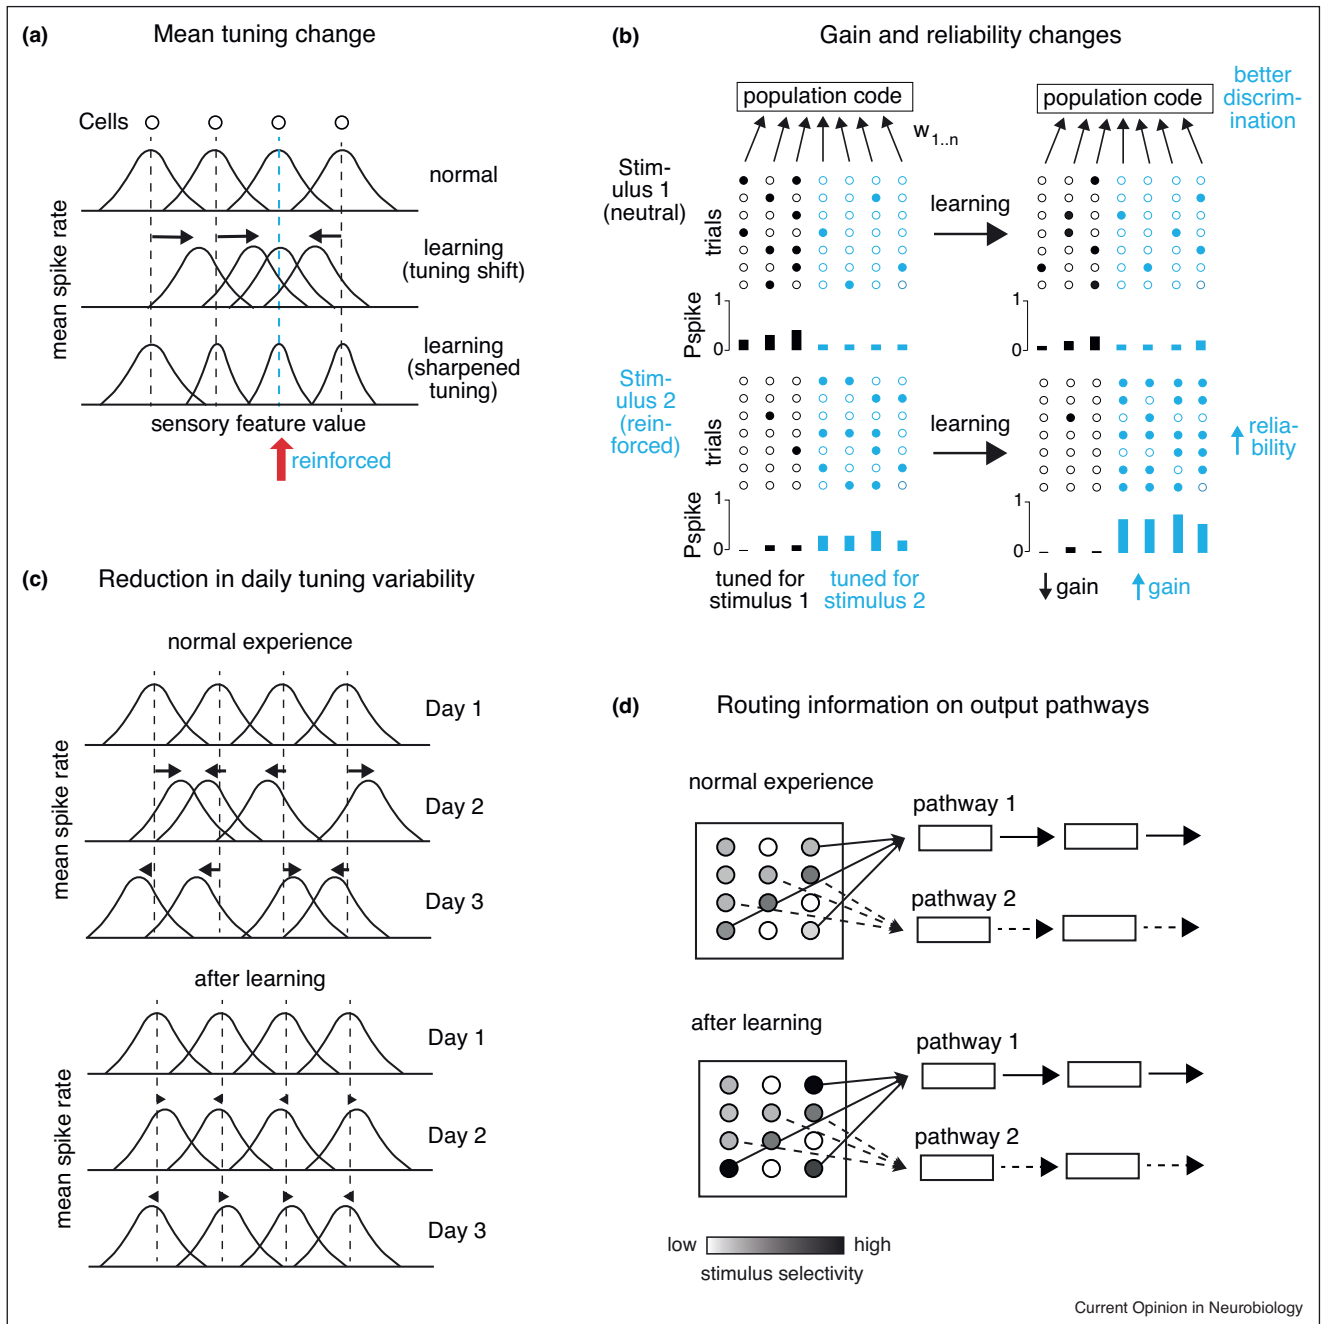 (a) Mean tuning change
Cells
normal
learning
(tuning shift)
learning
(sharpened
tuning)
mean spike rate
sensory feature value
reinforced
(b) Gain and reliability changes
population code
population code
better
discrim-
ination
w1..n
Stim-
ulus 1
(neutral)
trials
learning
1
0
Pspike
1
0
Stim-
ulus 2
(rein-
forced)
trials
learning
relia-
bility
1
0
Pspike
1
0
tuned for
stimulus 1
tuned for
stimulus 2
gain
gain
(c) Reduction in daily tuning variability
normal experience
Day 1
Day 2
Day 3
mean spike rate
after learning
Day 1
Day 2
Day 3
mean spike rate
(d) Routing information on output pathways
normal experience
pathway 1
pathway 2
after learning
pathway 1
pathway 2
low high
stimulus selectivity
Current Opinion in Neurobiology